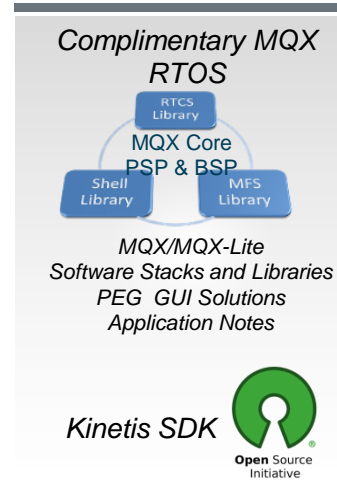 Complimentary MQX
RTOS
RTCS
Library
MQX Core
PSP & BSP
Shell
Library
MFS
Library
MQX/MQX-Lite
Software Stacks and Libraries
PEG GUI Solutions
Application Notes
Kinetis SDK
®
Open Source
Initiative